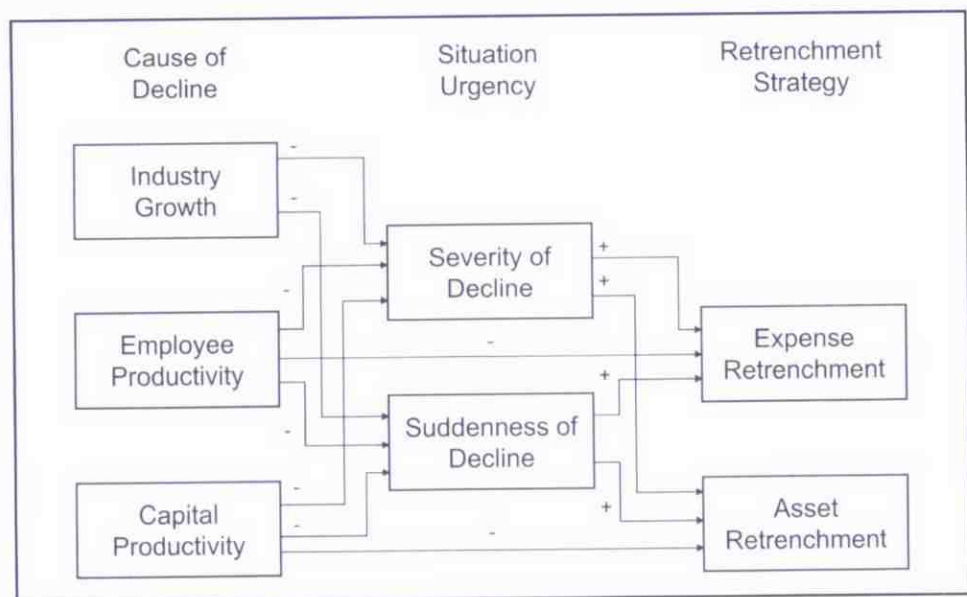 Cause of
Decline
Situation
Urgency
Retrenchment
Strategy
-
Industry
Growth
-
Severity of
Decline
+
+
-
Employee
Productivity
-
-
Expense
Retrenchment
+
Suddenness of
Decline
-
Capital
Productivity
-
-
+
Asset
Retrenchment